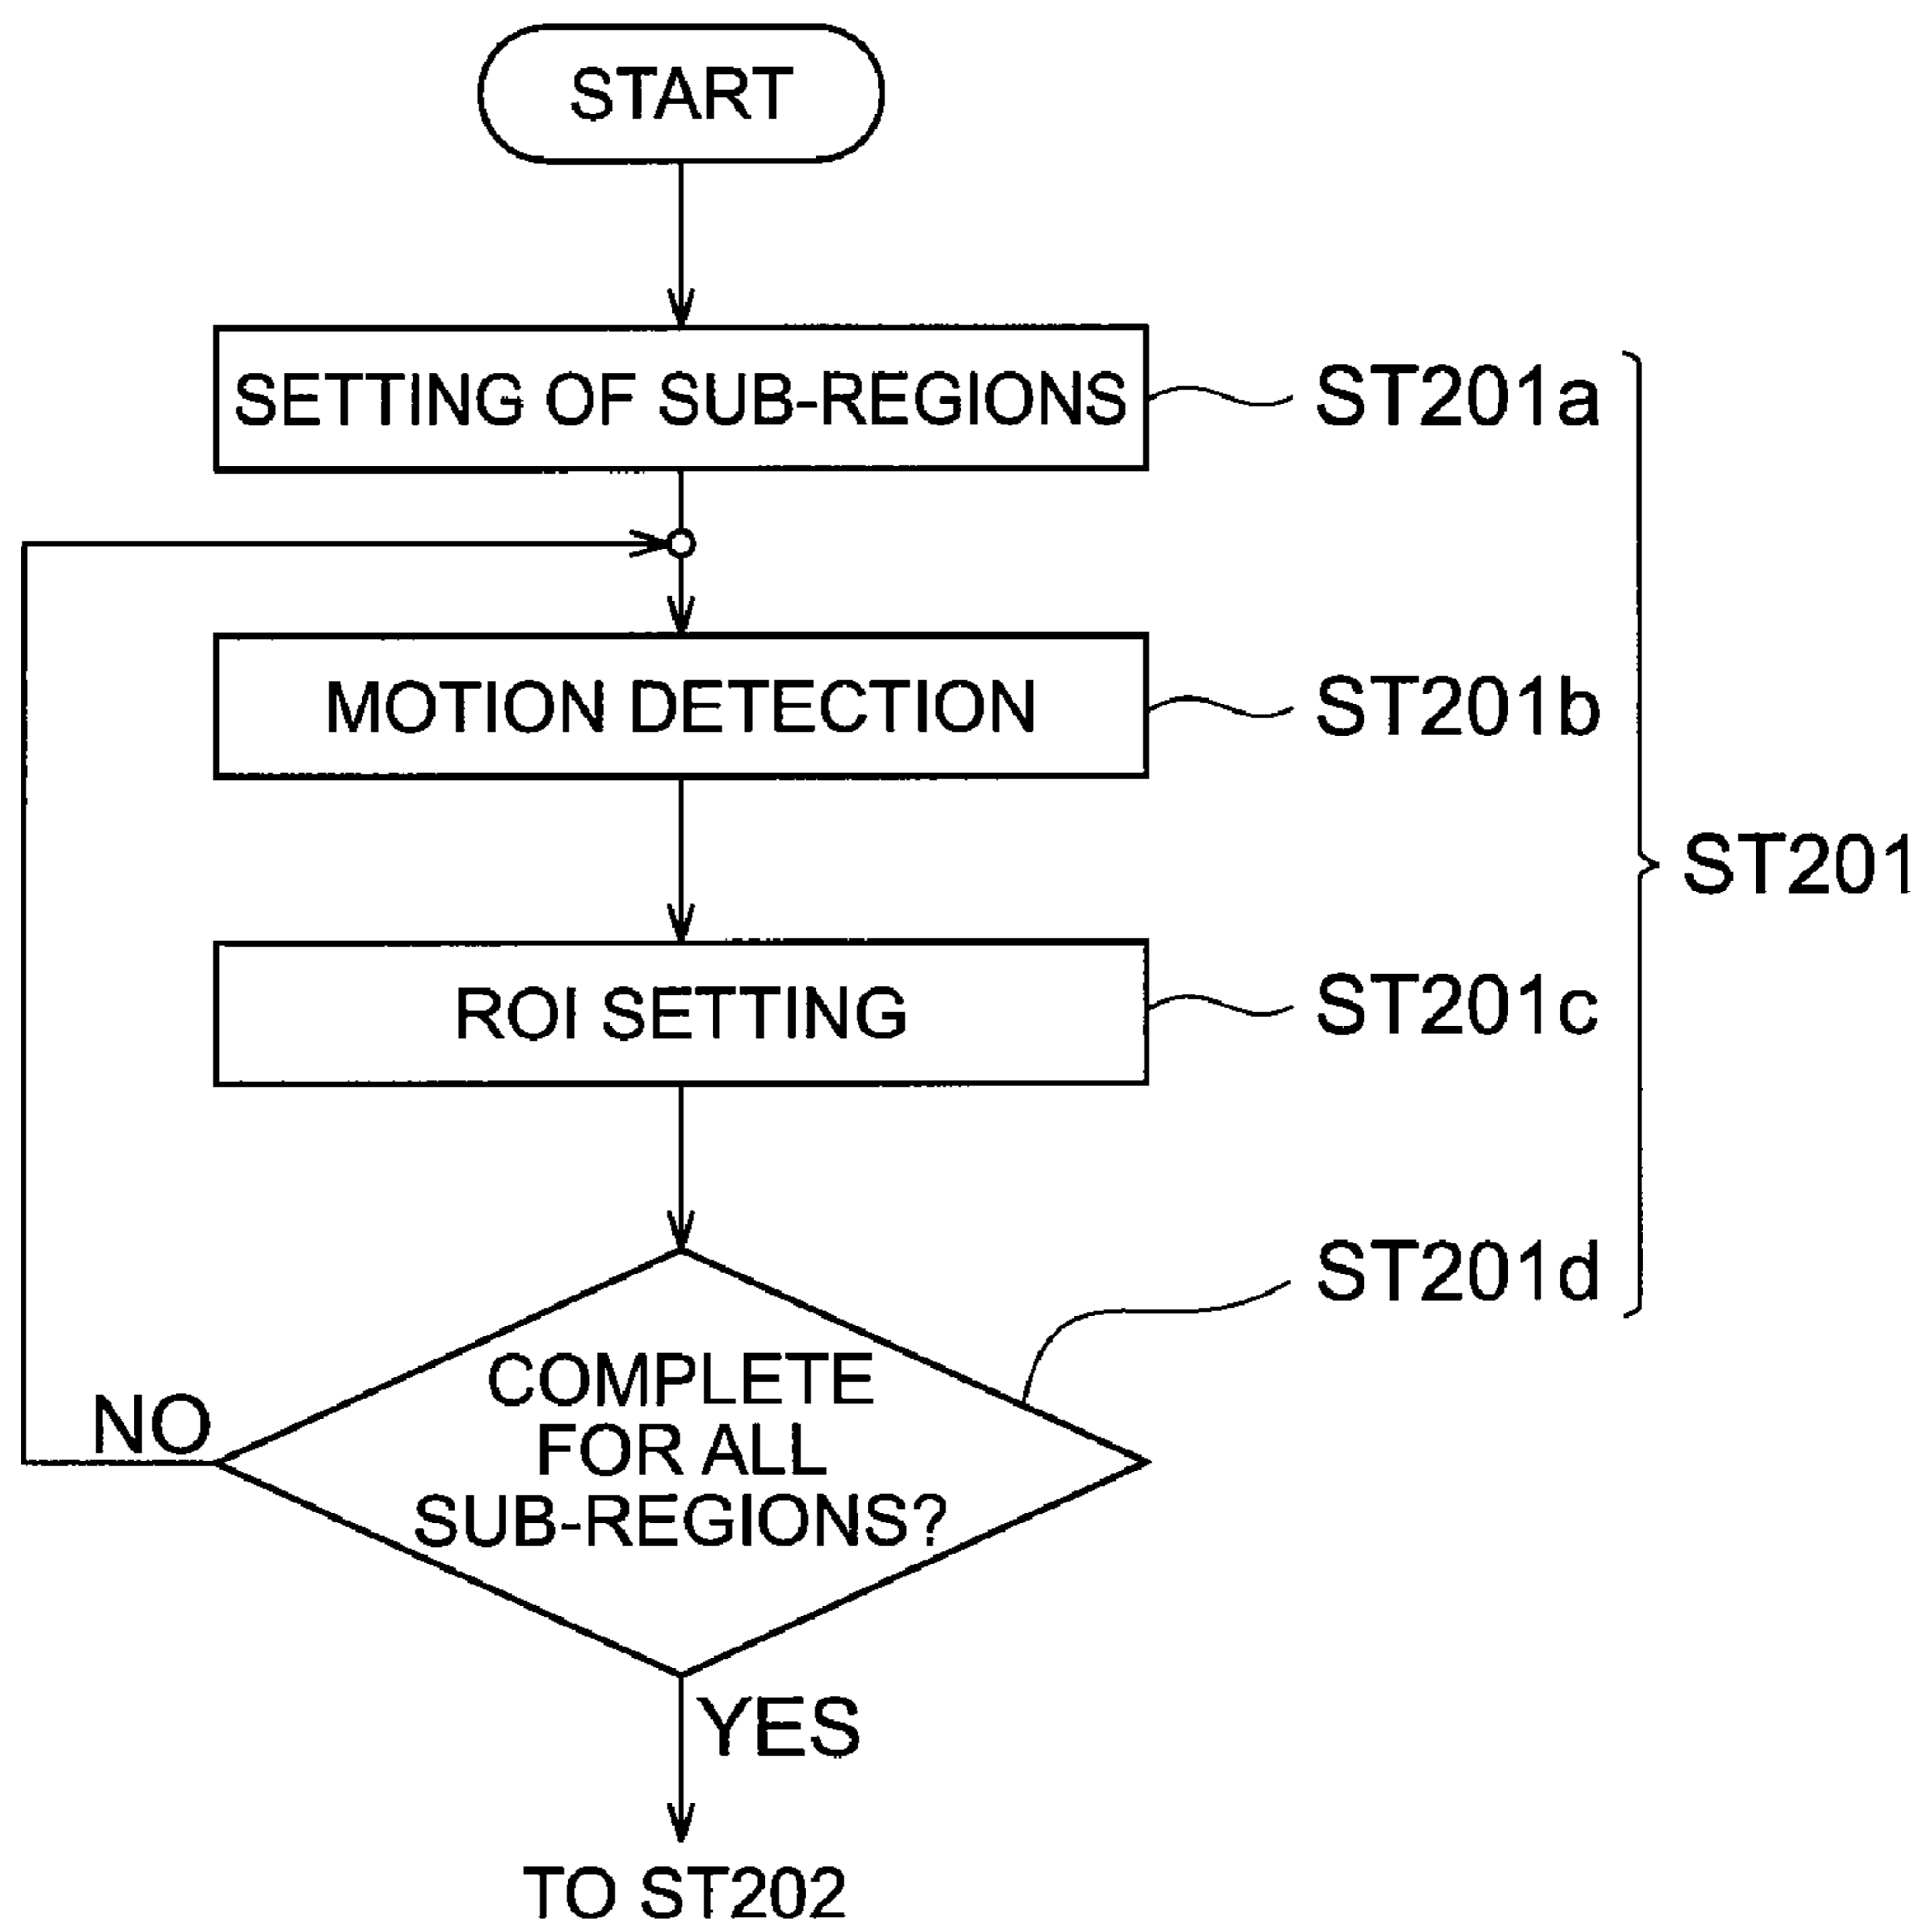 START
SETTING OF SUB-REGIONS
ST201a
MOTION DETECTION
ST201b
ST201
ROI SETTING
ST201c
ST201d
COMPLETE
FOR ALL
SUB-REGIONS?
NO
YES
TO ST202